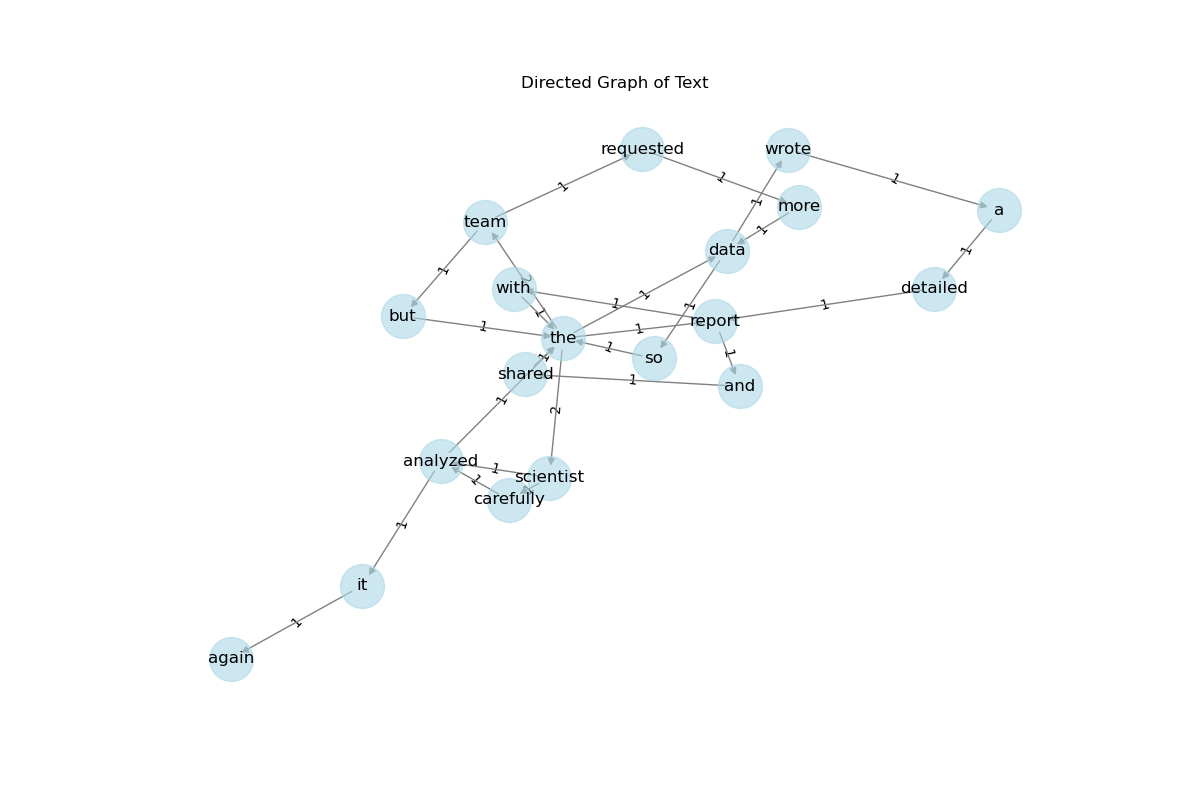 Directed Graph of Text
requested
wrote
1
1
1
more
a
team
1
1
data
1
1
2
with
detailed
1
1
1
1
but
1
report
1
1
the
1
1
so
1
shared
1
and
1
2
analyzed
1
scientist
1
carefully
1
1
it
1
again